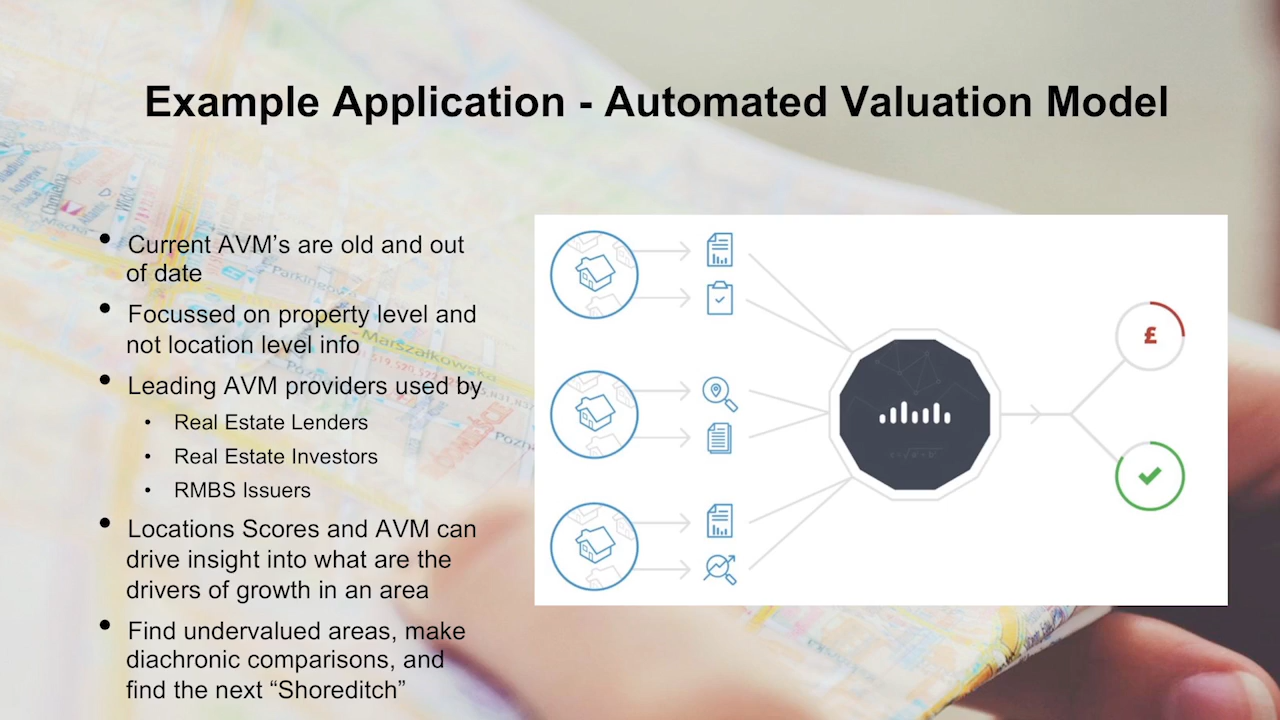 Example Application - Automated Valuation Model
• Current AVM’s are old and out
of date
• Focussed on property level and
not location level info
• Leading AVM providers used by
• Real Estate Lenders
• Real Estate Investors
• RMBS Issuers
• Locations Scores and AVM can
drive insight into what are the
drivers of growth in an area
• Find undervalued areas, make
diachronic comparisons, and
find the next “Shoreditch”
£
Marszałkowska